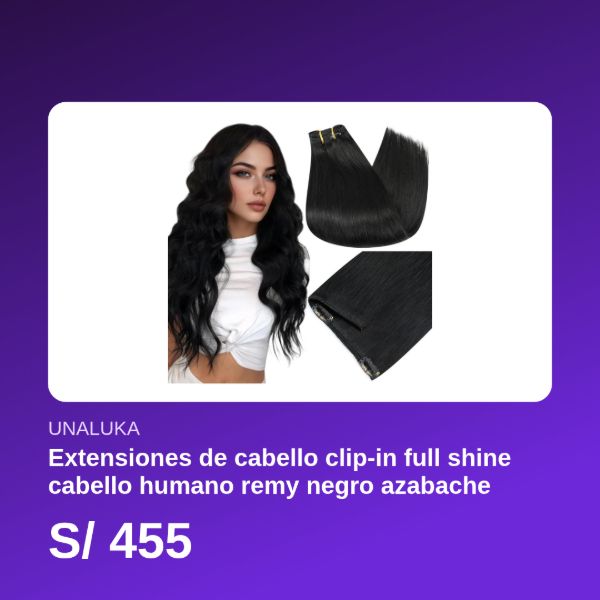 UNALUKA
Extensiones de cabello clip-in full shine
cabello humano remy negro azabache
S/ 455